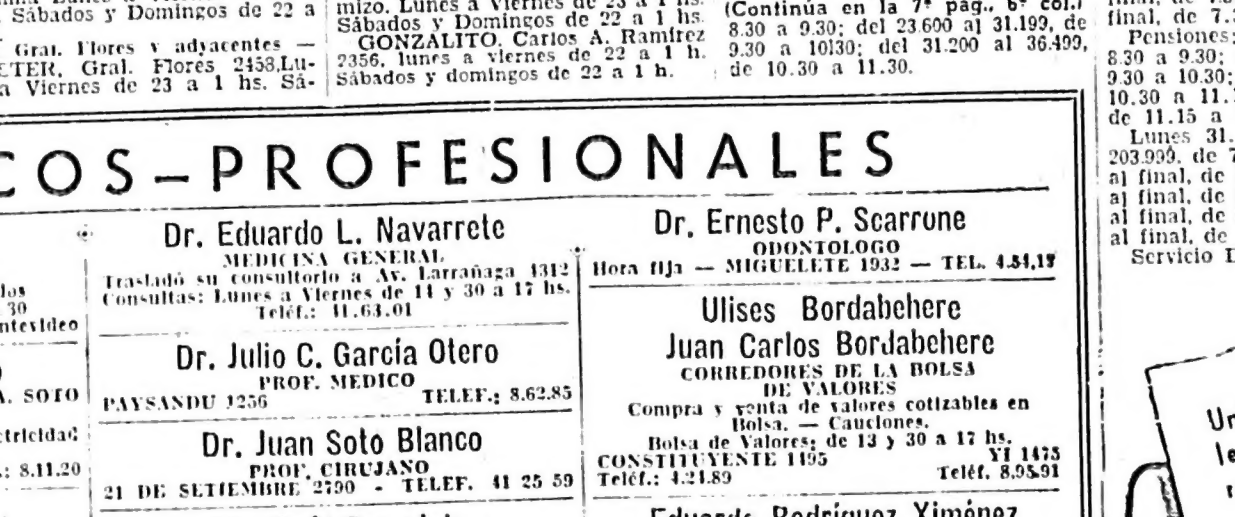 Sábados y Domingos de 22 a
Gral. Flores y adyacentes —
ETER, Gral. Flores 2458,Lu-
a Viernes de 23 a 1 hs. Sá-
mizo. Lunes a Viernes de 23 a 1 hs.
Sábados y Domingos de 22 a 1 hs.
GONZALITO, Carlos A. Ramírez
2356, lunes a viernes de 22 a 1 h.
Sábados y domingos de 22 a 1 h.
(Continúa en la 7ª pág., 6ª col.)
8.30 a 9.30; del 23.600 al 31.199, de
9.30 a 10|30; del 31.200 al 36.499,
de 10.30 a 11.30.
final, de 7.
Pensiones:
8.30 a 9.30;
9.30 a 10.30;
10.30 a 11.
de 11.15 a
Lunes 31.
203.999, de 7
al final, de
al final, de
al final, de
al final, de
Servicio
COS–PROFESIONALES
30
ntevideo
A. SOTO
ctricidad
.: 8.11.20
Dr. Eduardo L. Navarrete
MEDICINA GENERAL
Trasladó su consultorio a Av. Larrañaga 4312
Consultas: Lunes a Viernes de 14 y 30 a 17 hs.
Teléf.: 41.63.01
Dr. Julio C. García Otero
PROF. MEDICO
PAYSANDU 1256 TELEF.: 8.62.85
Dr. Juan Soto Blanco
PROF. CIRUJANO
21 DE SETIEMBRE 2790 - TELEF. 41 25 59
Dr. Ernesto P. Scarrone
ODONTOLOGO
Hora fija — MIGUELETE 1932 — TEL. 4.84.17
Ulises Bordabehere
Juan Carlos Bordabehere
CORREDORES DE LA BOLSA
DE VALORES
Compra y venta de valores cotizables en
Bolsa. — Cauciones.
Bolsa de Valores: de 13 y 30 a 17 hs.
CONSTITUYENTE 1495 YI 1475
Teléf.: 4.21.89 Teléf. 8.95.91
Eduardo Rodríguez Ximénez
Un
le